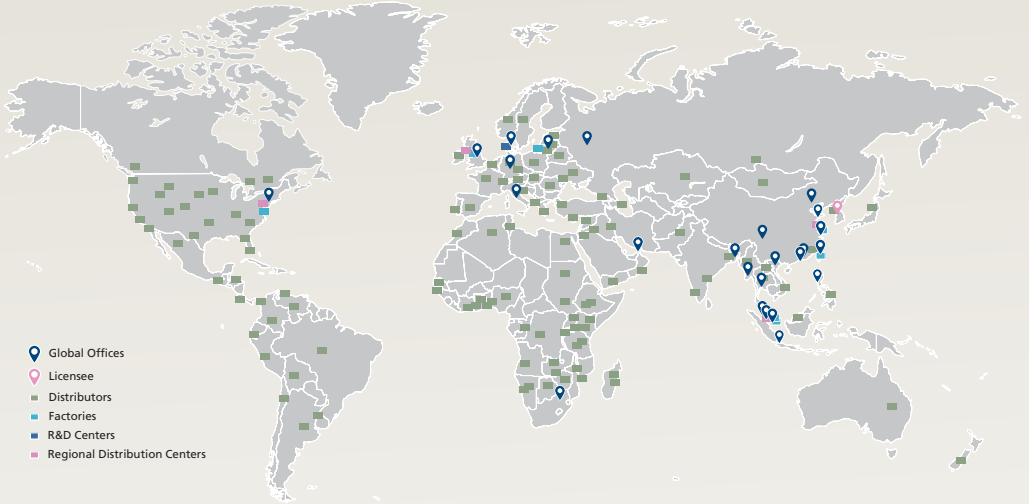 Global Offices
Licensee
Distributors
Factories
R&D Centers
Regional Distribution Centers